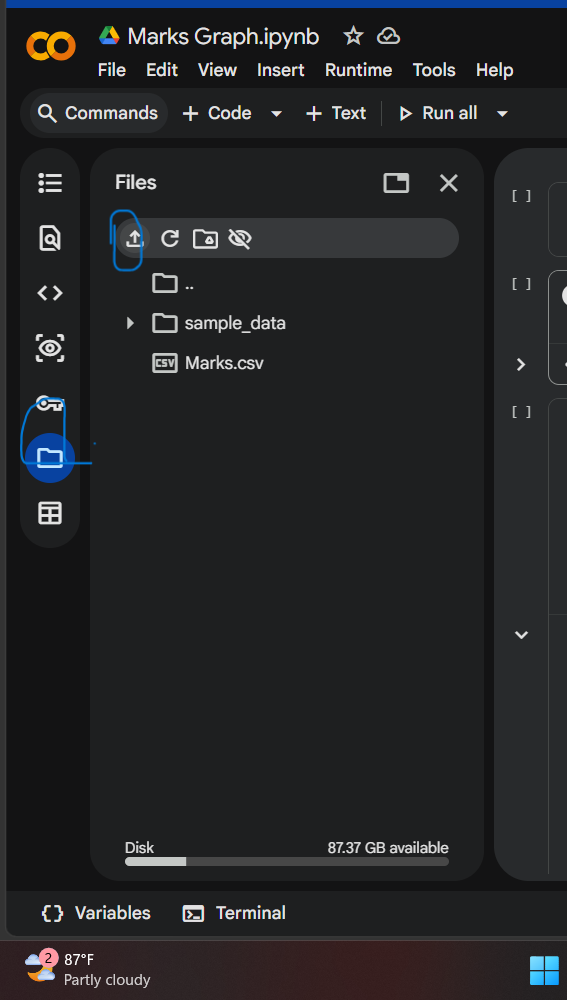 Marks Graph.ipynb
File Edit View Insert Runtime Tools Help
Commands + Code + Text Run all
Files
[ ]
..
[ ]
sample_data
CSV Marks.csv
[ ]
Disk 87.37 GB available
{} Variables Terminal
2 87°F
Partly cloudy